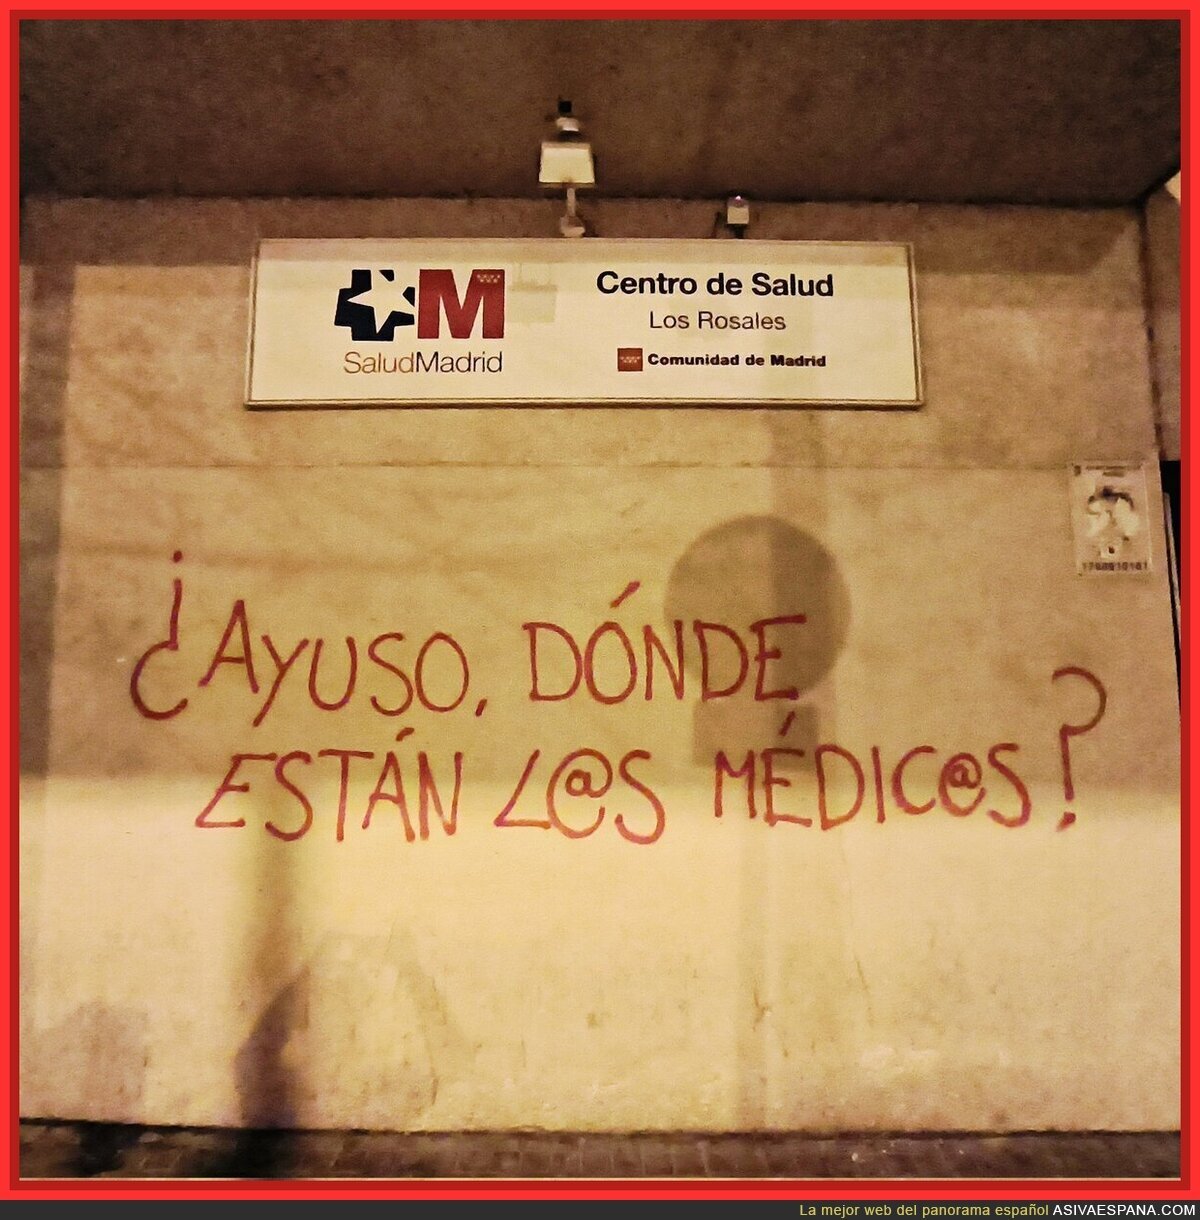 SaludMadrid
Centro de Salud
Los Rosales
Comunidad de Madrid
¿AYUSO, DÓNDE
ESTÁN L@S MÉDIC@S?
La mejor web del panorama español ASIVAESPANA.COM